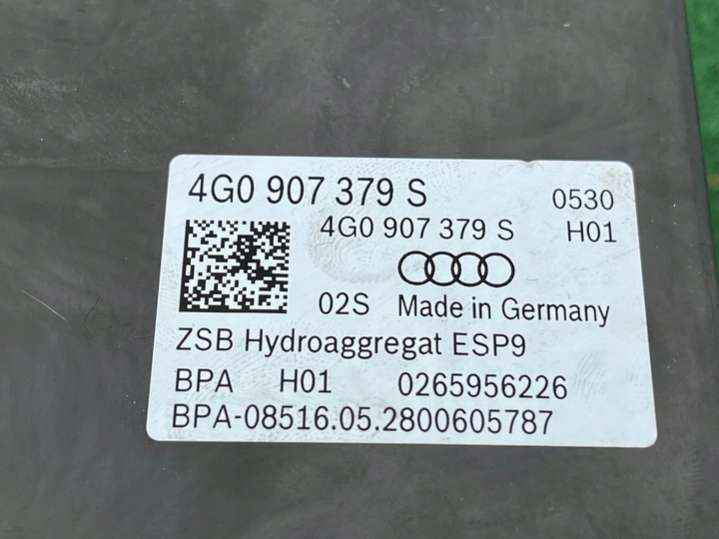 4G0 907 379 S 0530
4G0 907 379 S H01
02S Made in Germany
ZSB Hydroaggregat ESP9
BPA H01 0265956226
BPA-08516.05.2800605787